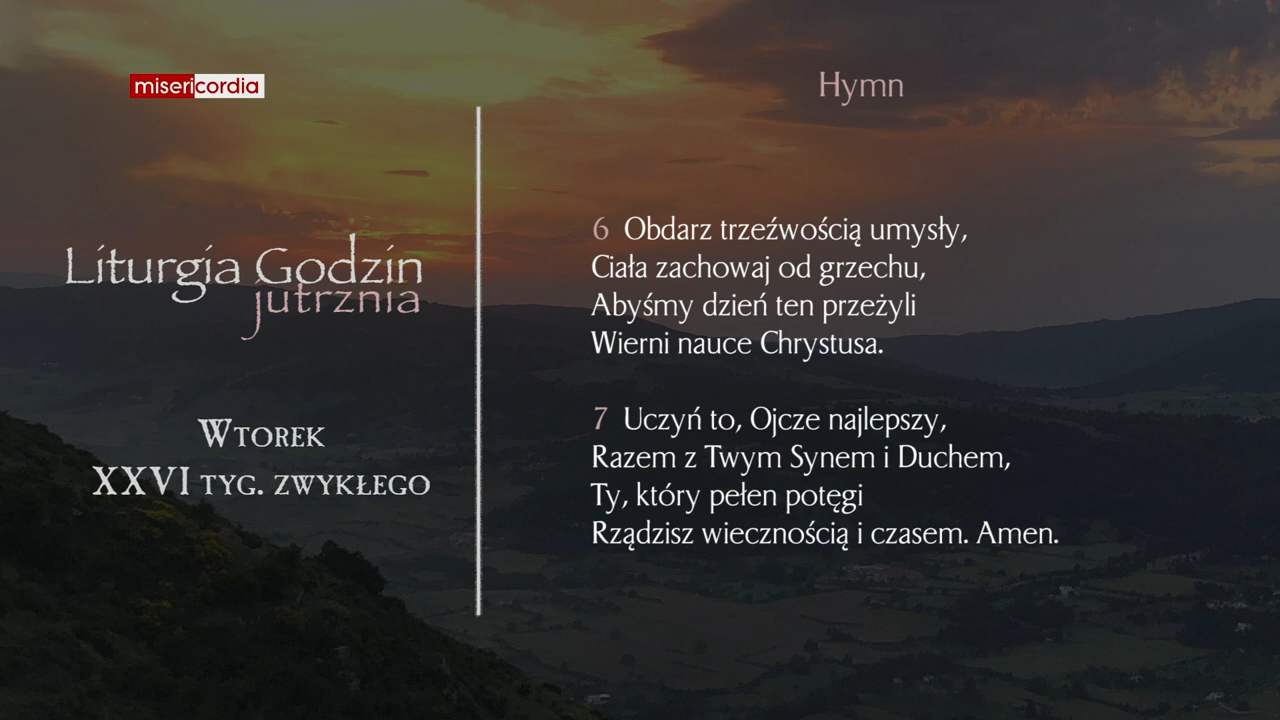 misericordia
Liturgia Godzin
jutrznia
Wtorek
XXVI tyg. zwykłego
Hymn
6 Obdarz trzeźwością umysły,
Ciała zachowaj od grzechu,
Abyśmy dzień ten przeżyli
Wierni nauce Chrystusa.
7 Uczyń to, Ojcze najlepszy,
Razem z Twym Synem i Duchem,
Ty, który pełen potęgi
Rządzisz wiecznością i czasem. Amen.